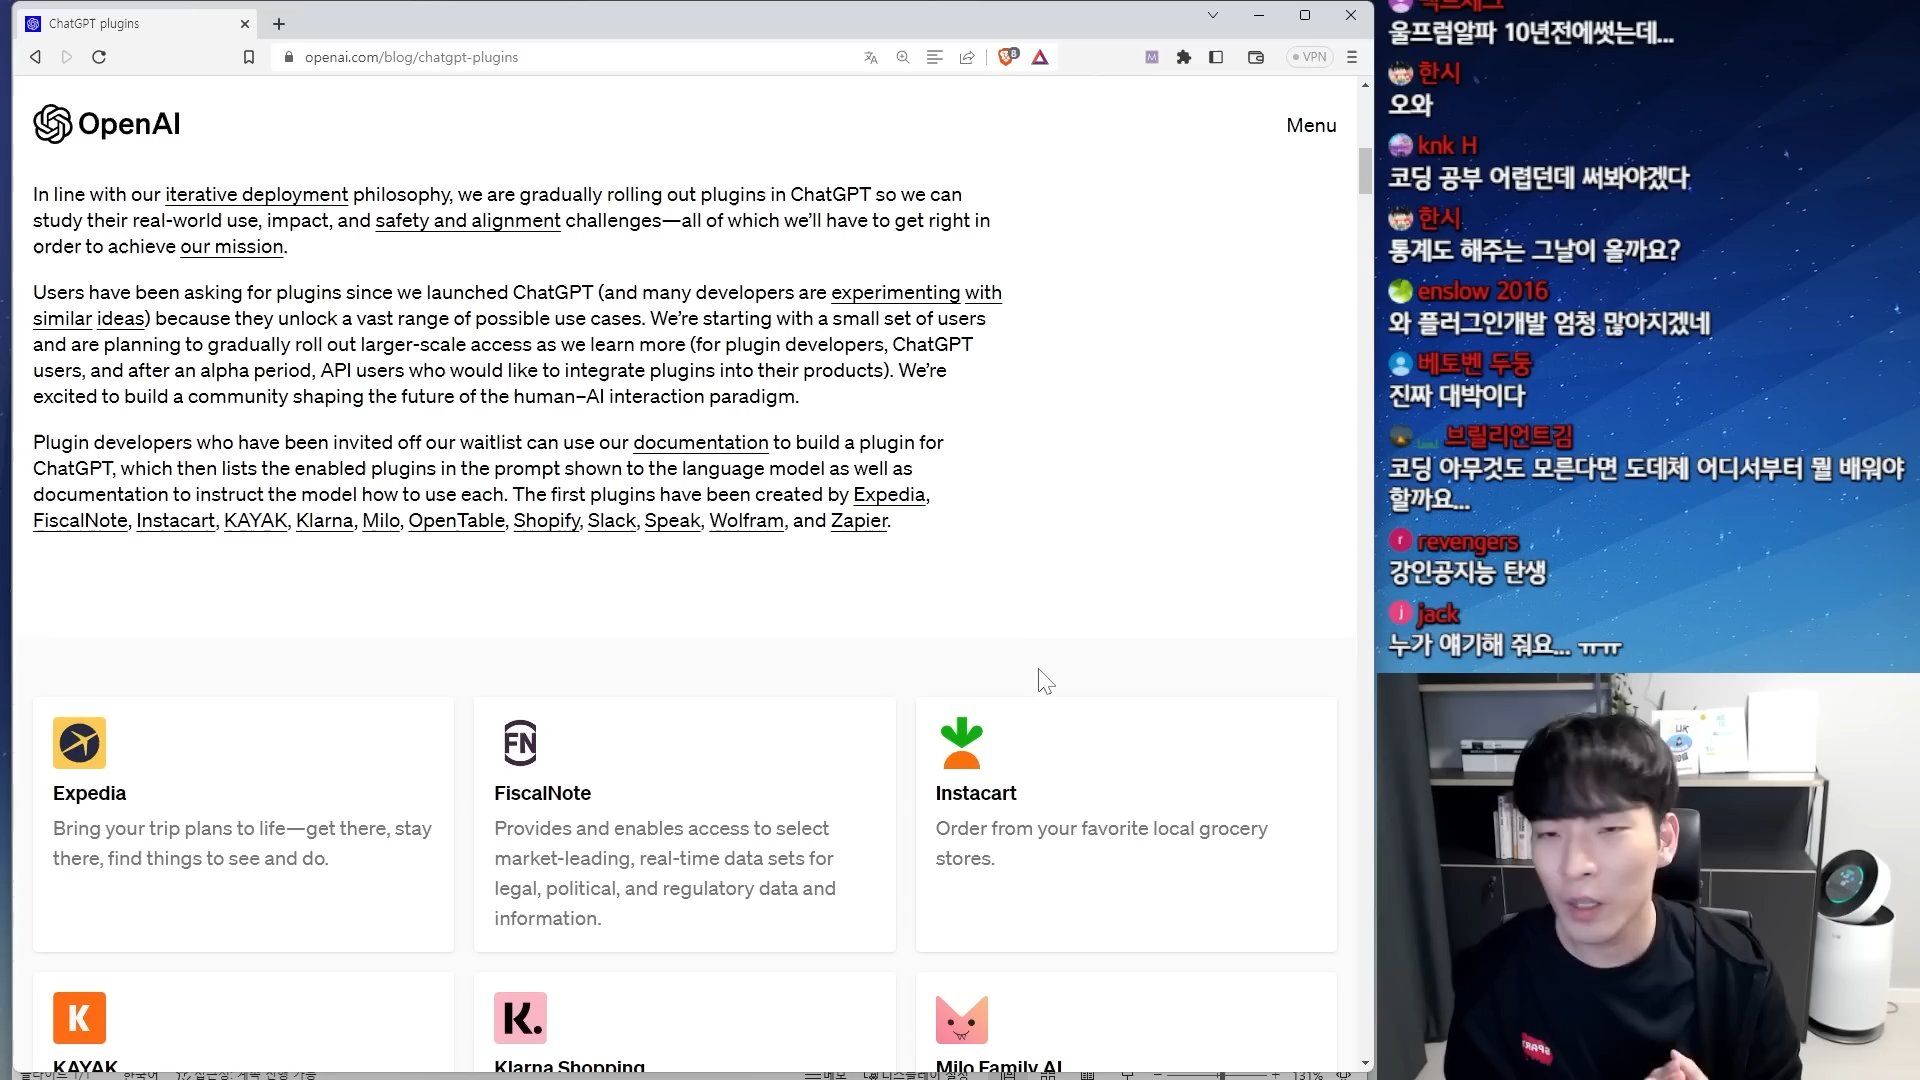 ChatGPT plugins
openai.com/blog/chatgpt-plugins
8
M
VPN
OpenAI
Menu
In line with our iterative deployment philosophy, we are gradually rolling out plugins in ChatGPT so we can
study their real-world use, impact, and safety and alignment challenges—all of which we’ll have to get right in
order to achieve our mission.
Users have been asking for plugins since we launched ChatGPT (and many developers are experimenting with
similar ideas) because they unlock a vast range of possible use cases. We’re starting with a small set of users
and are planning to gradually roll out larger-scale access as we learn more (for plugin developers, ChatGPT
users, and after an alpha period, API users who would like to integrate plugins into their products). We’re
excited to build a community shaping the future of the human–AI interaction paradigm.
Plugin developers who have been invited off our waitlist can use our documentation to build a plugin for
ChatGPT, which then lists the enabled plugins in the prompt shown to the language model as well as
documentation to instruct the model how to use each. The first plugins have been created by Expedia,
FiscalNote, Instacart, KAYAK, Klarna, Milo, OpenTable, Shopify, Slack, Speak, Wolfram, and Zapier.
Expedia
Bring your trip plans to life—get there, stay
there, find things to see and do.
FN
FiscalNote
Provides and enables access to select
market-leading, real-time data sets for
legal, political, and regulatory data and
information.
Instacart
Order from your favorite local grocery
stores.
K
KAYAK
K.
Klarna Shopping
Milo Family AI
131%
울프럼알파 10년전에썻는데...
한시
오와
knk H
코딩 공부 어렵던데 써봐야겠다
한시
통계도 해주는 그날이 올까요?
enslow 2016
와 플러그인개발 엄청 많아지겠네
베토벤 두둥
진짜 대박이다
브릴리언트김
코딩 아무것도 모른다면 도데체 어디서부터 뭘 배워야
할까요...
r revengers
강인공지능 탄생
j jack
누가 얘기해 줘요... ㅠㅠ